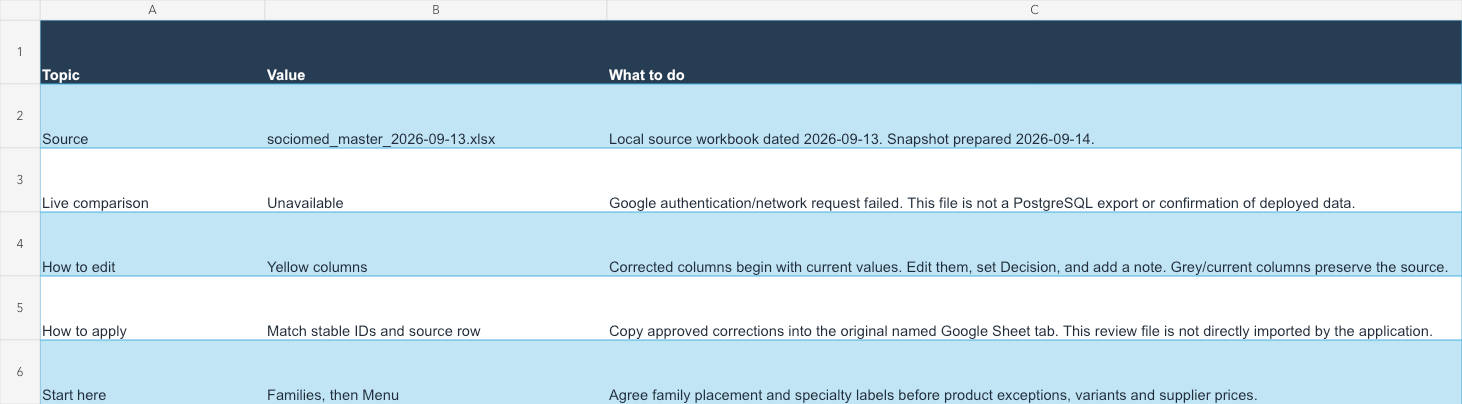 A B C
1 Topic Value What to do
2 Source sociomed_master_2026-09-13.xlsx Local source workbook dated 2026-09-13. Snapshot prepared 2026-09-14.
3 Live comparison Unavailable Google authentication/network request failed. This file is not a PostgreSQL export or confirmation of deployed data.
4 How to edit Yellow columns Corrected columns begin with current values. Edit them, set Decision, and add a note. Grey/current columns preserve the source.
5 How to apply Match stable IDs and source row Copy approved corrections into the original named Google Sheet tab. This review file is not directly imported by the application.
6 Start here Families, then Menu Agree family placement and specialty labels before product exceptions, variants and supplier prices.